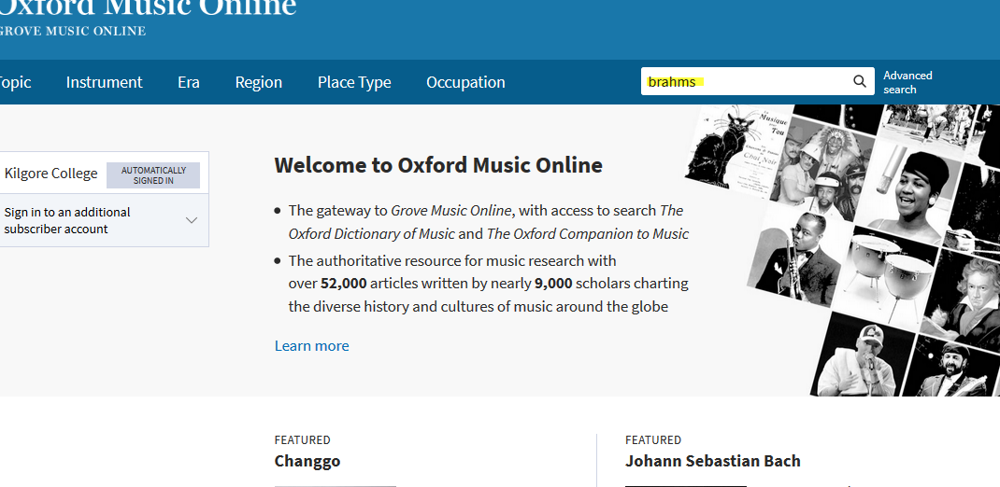 Oxford Music Online
GROVE MUSIC ONLINE
Topic Instrument Era Region Place Type Occupation
brahms
Advanced
search
Kilgore College
AUTOMATICALLY
SIGNED IN
Sign in to an additional
subscriber account
Welcome to Oxford Music Online
• The gateway to Grove Music Online, with access to search The
Oxford Dictionary of Music and The Oxford Companion to Music
• The authoritative resource for music research with
over 52,000 articles written by nearly 9,000 scholars charting
the diverse history and cultures of music around the globe
Learn more
Musique
Tou
Chat Noir
FEATURED
Changgo
FEATURED
Johann Sebastian Bach